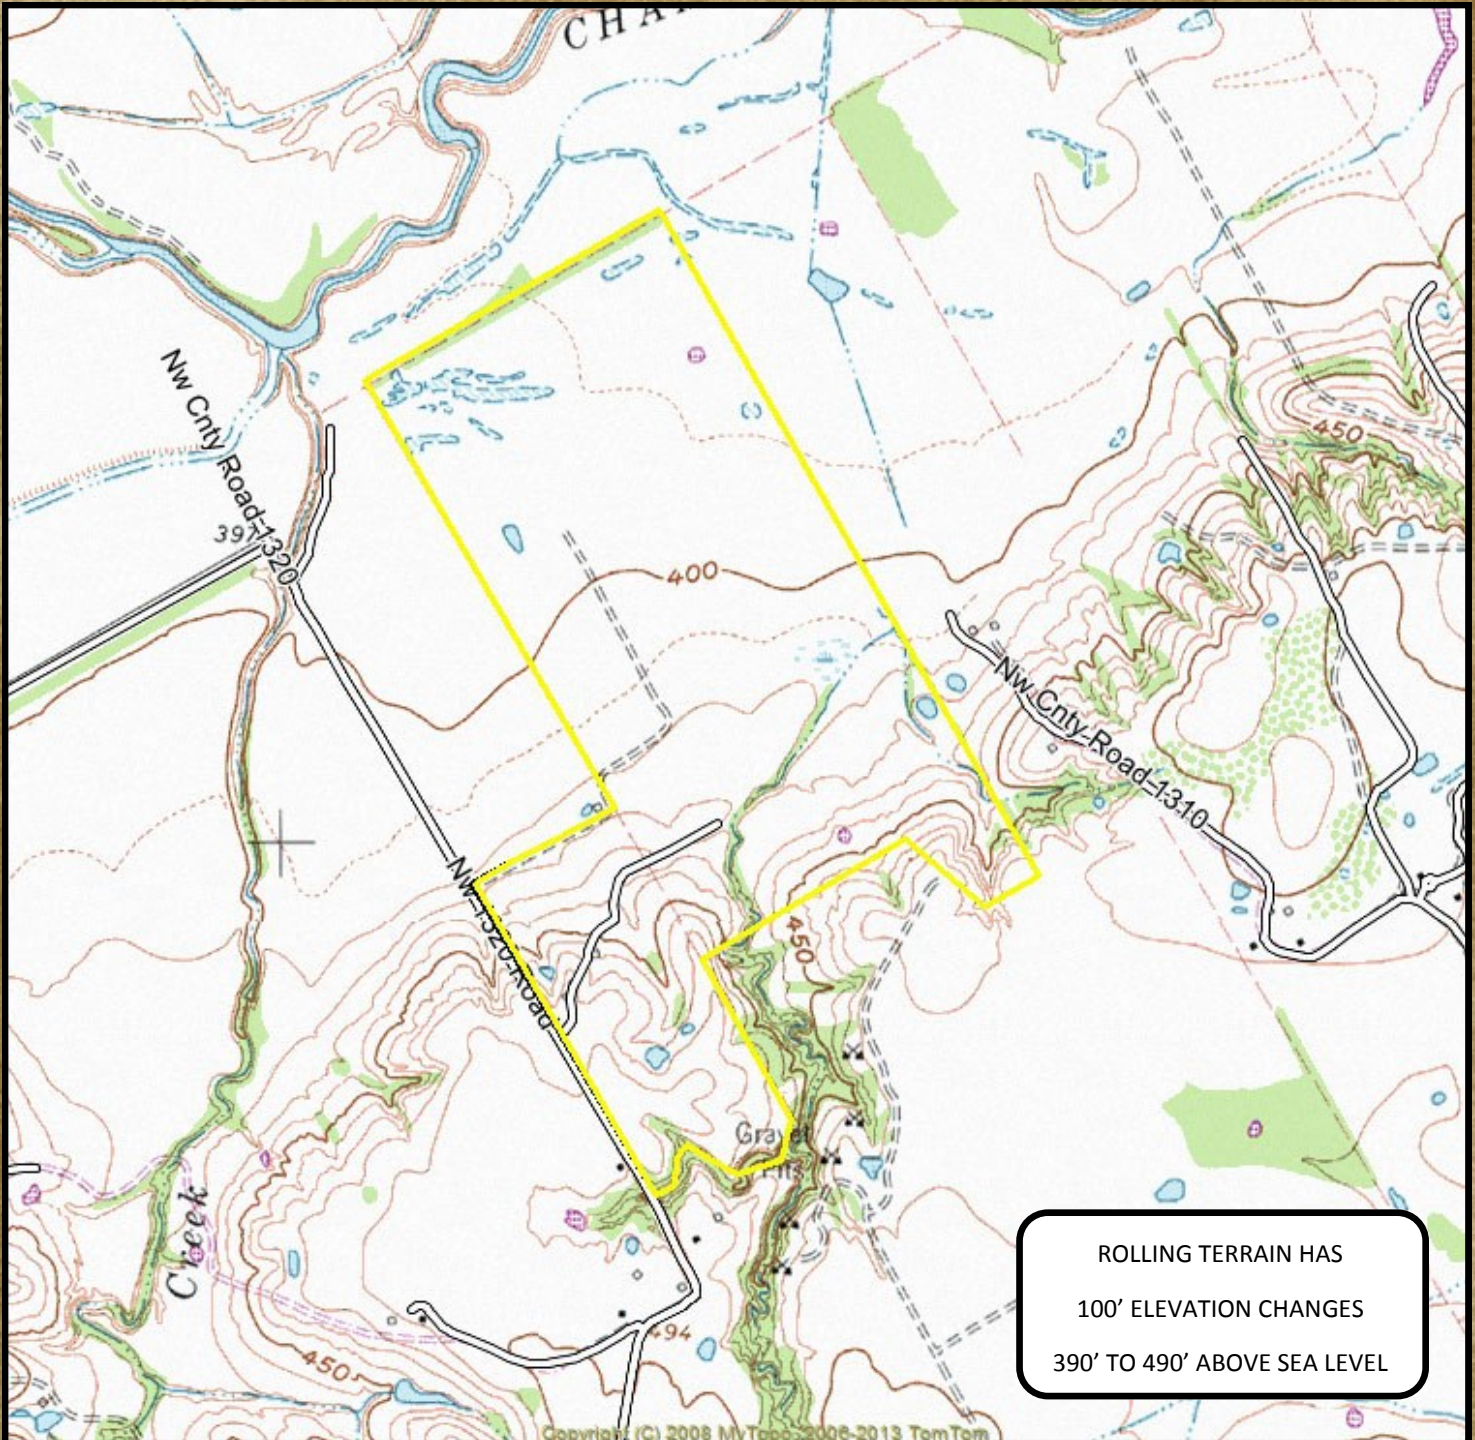 CHA
Nw Cnty Road 1320
397
400
450
Nw Cnty Road 1310
Nw 1320 Road
450
Gravel
Pits
Creek
494
450
ROLLING TERRAIN HAS
100’ ELEVATION CHANGES
390’ TO 490’ ABOVE SEA LEVEL
Copyright (C) 2008 MyTopo, 2006-2013 TomTom